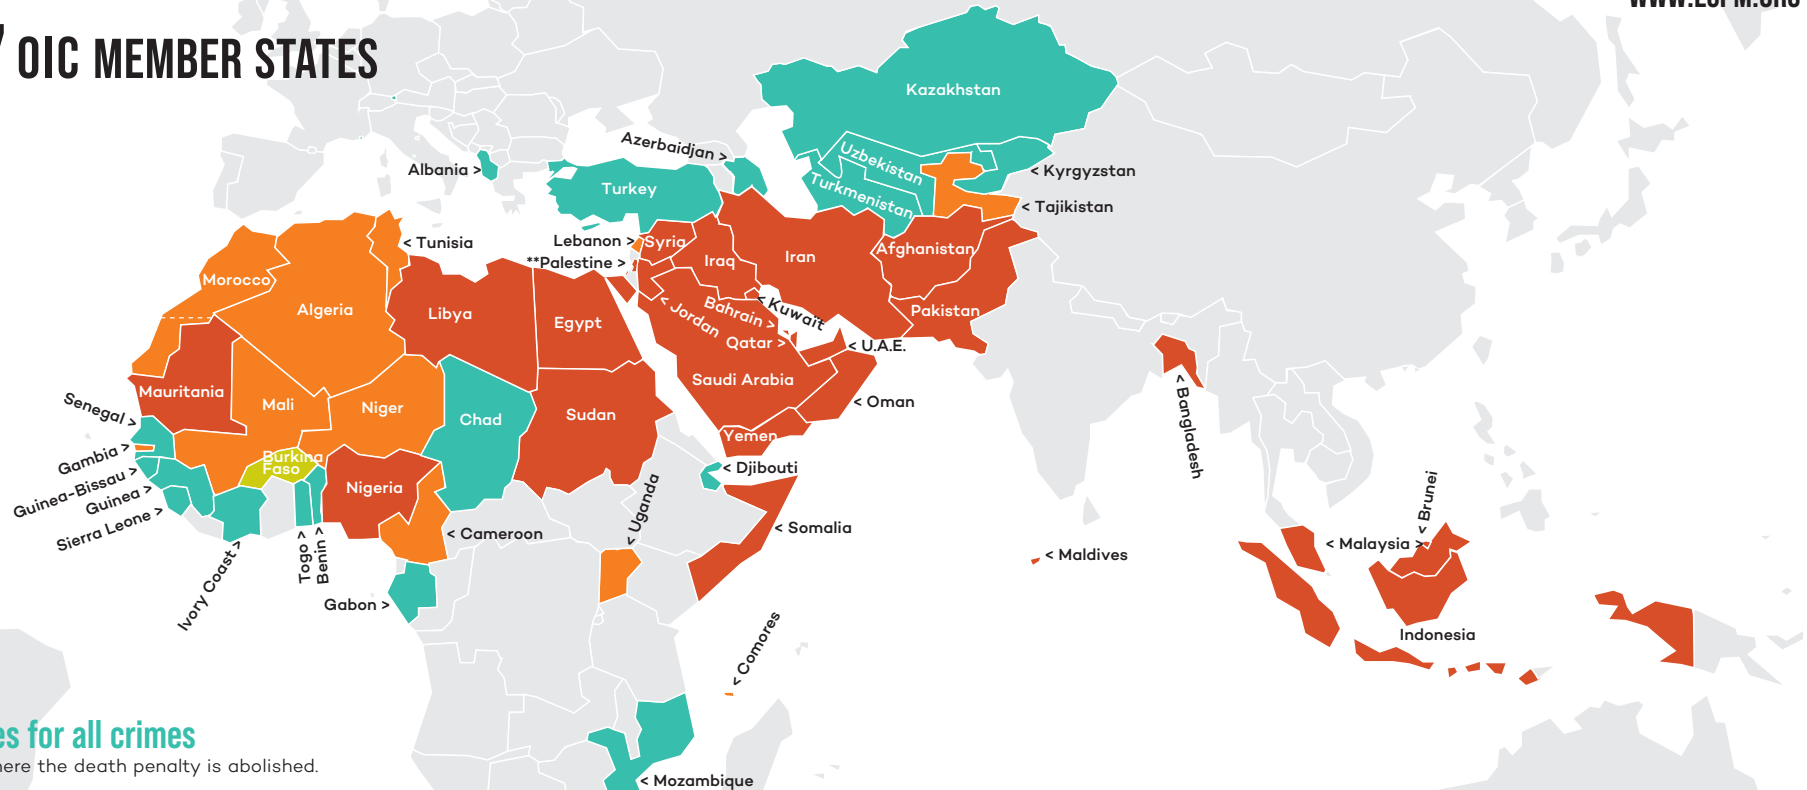 OIC MEMBER STATES
Kazakhstan
Azerbaidjan >
Uzbekistan
Albania >
< Kyrgyzstan
Turkey
Turkmenistan
< Tajikistan
< Tunisia
Lebanon >
Syria
Afghanistan
**Palestine >
Iraq
Iran
Morocco
< Kuwaït
Bahrain >
< Jordan
Algeria
Libya
Egypt
Pakistan
Qatar >
< U.A.E.
Saudi Arabia
Mauritania
Mali
Niger
Chad
Sudan
< Oman
< Bangladesh
Senegal >
Yemen
Gambia >
Burkina
Faso
< Djibouti
Guinea-Bissau >
Nigeria
Guinea >
Sierra Leone >
< Uganda
< Somalia
< Cameroon
< Brunei
< Malaysia >
< Maldives
Ivory Coast >
Togo >
Benin >
Gabon >
Indonesia
< Comores
es for all crimes
here the death penalty is abolished.
< Mozambique